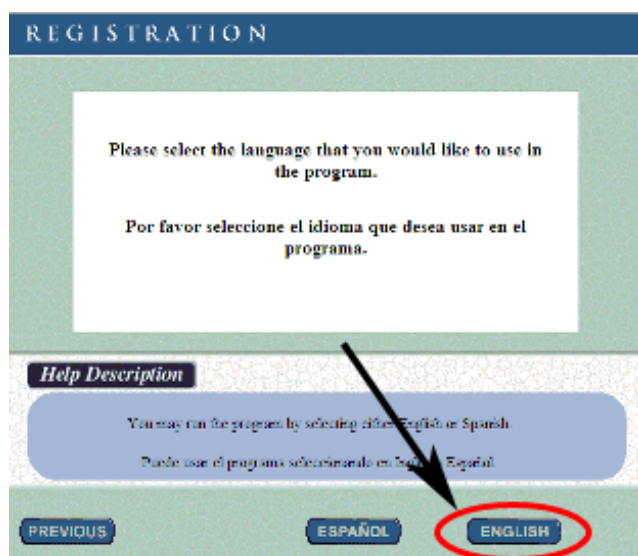 REGISTRATION
Please select the language that you would like to use in
the program.
Por favor seleccione el idioma que desea usar en el
programa.
Help Description
You may run the program by selecting either English or Spanish.
Puede usar el programa seleccionando en Español
PREVIOUS
ESPAÑOL
ENGLISH